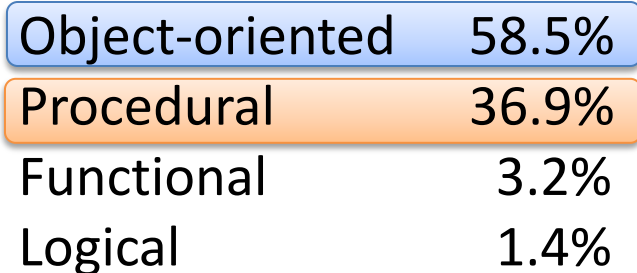 Object-oriented 58.5%
Procedural 36.9%
Functional 3.2%
Logical 1.4%